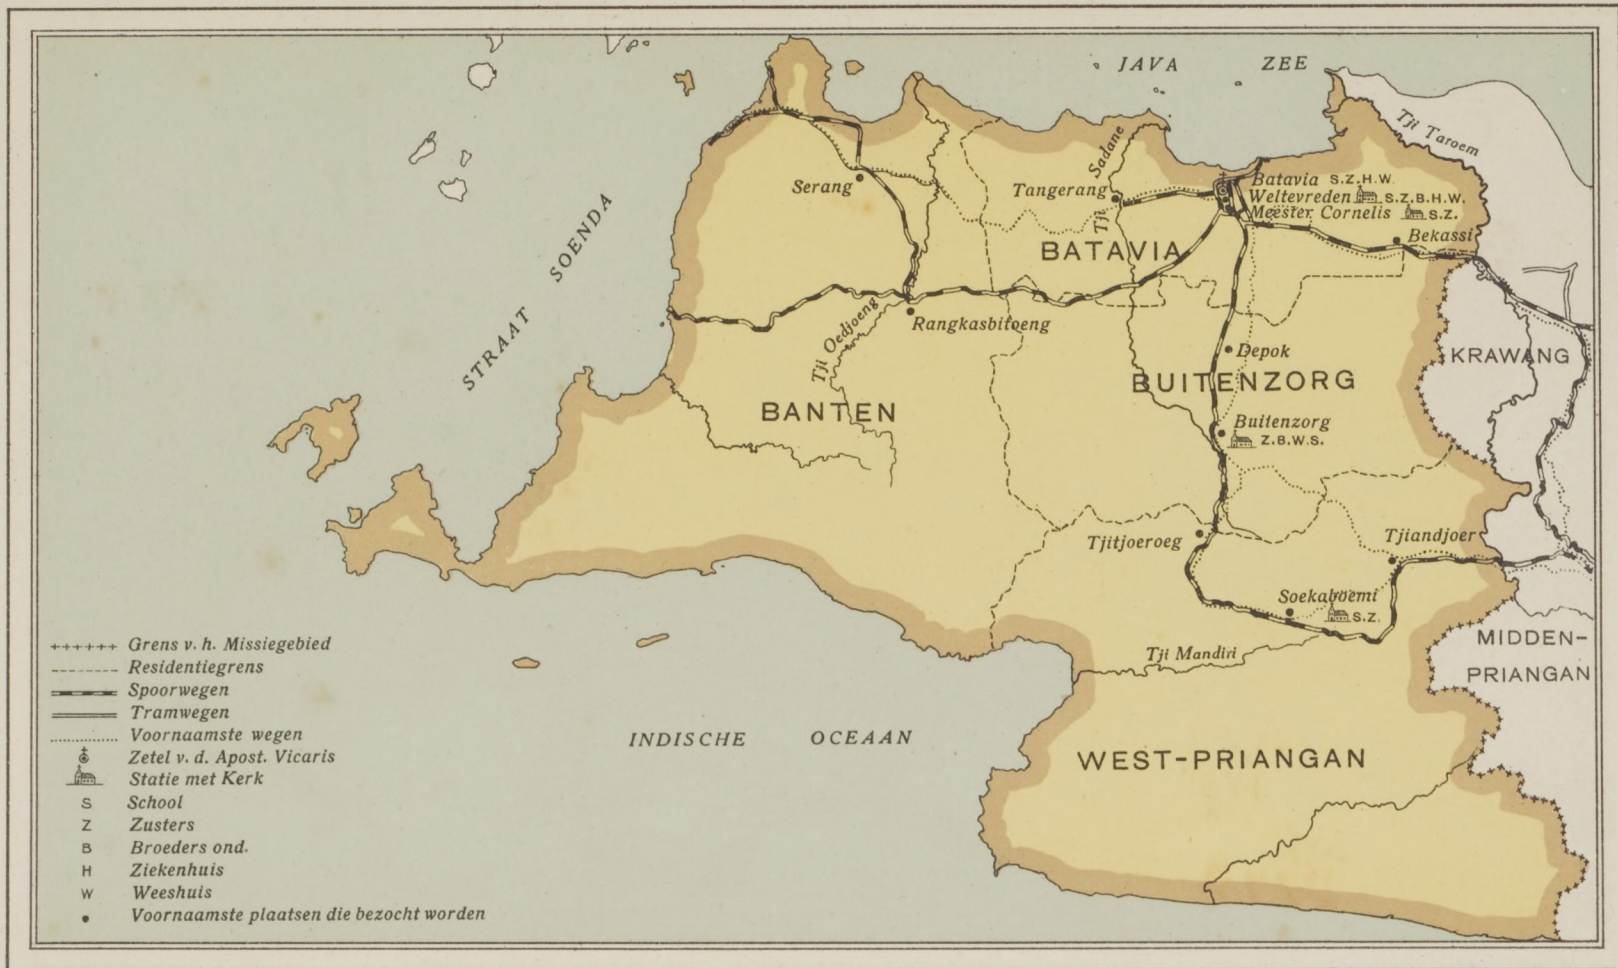 JAVA ZEE
Tji Taroem
STRAAT SOENDA
Serang
Tangerang
Tji Sadane
Batavia S.Z.H.W.
Weltevreden S.Z.B.H.W.
Meester Cornelis S.Z.
Bekassi
BATAVIA
Rangkasbitoeng
Tji Oedjoeng
Depok
KRAWANG
BUITENZORG
BANTEN
Buitenzorg
Z.B.W.S.
Tjitjoeroeg
Tjiandjoer
Soekaboemi
S.Z.
Tji Mandiri
MIDDEN-
PRIANGAN
WEST-PRIANGAN
INDISCHE OCEAAN
Grens v. h. Missiegebied
Residentiegrens
Spoorwegen
Tramwegen
Voornaamste wegen
Zetel v. d. Apost. Vicaris
Statie met Kerk
S School
Z Zusters
B Broeders ond.
H Ziekenhuis
W Weeshuis
Voornaamste plaatsen die bezocht worden